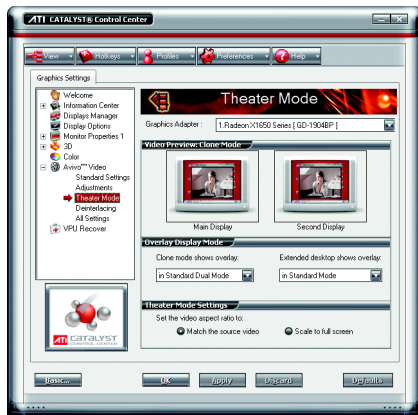 ATI CATALYST® Control Center
View
Hotkeys
Profiles
Preferences
Help
Graphics Settings
Welcome
Information Center
Displays Manager
Display Options
Monitor Properties 1
3D
Color
Avivo™ Video
Standard Settings
Adjustments
Theater Mode
Deinterlacing
All Settings
VPU Recover
ATI CATALYST
CONTROL CENTER
Theater Mode
Graphics Adapter :
1.Radeon X1650 Series [ GD-1904BP ]
Video Preview: Clone Mode
Main Display
Second Display
Overlay Display Mode
Clone mode shows overlay:
Extended desktop shows overlay:
in Standard Dual Mode
in Standard Mode
Theater Mode Settings
Set the video aspect ratio to:
Match the source video
Scale to full screen
Basic...
OK
Apply
Discard
Defaults